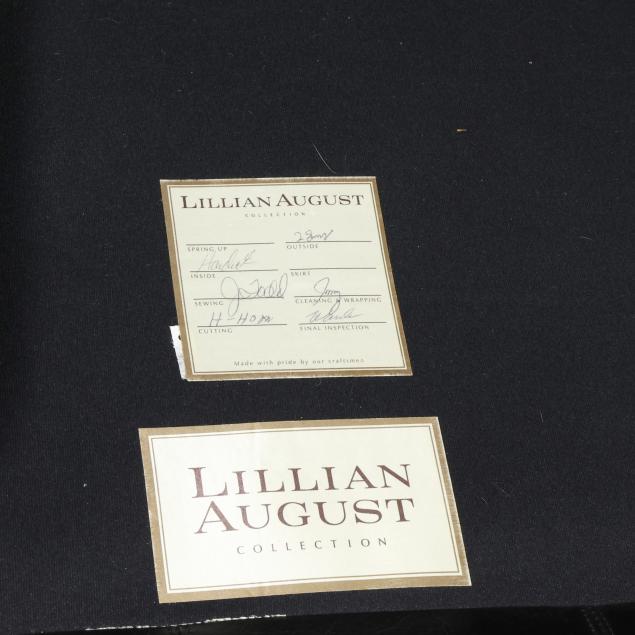 LILLIAN AUGUST
COLLECTION
SPRING UP OUTSIDE
INSIDE SKIRT
SEWING CLEANING & WRAPPING
CUTTING FINAL INSPECTION
Made with pride by our craftsmen
LILLIAN
AUGUST
COLLECTION